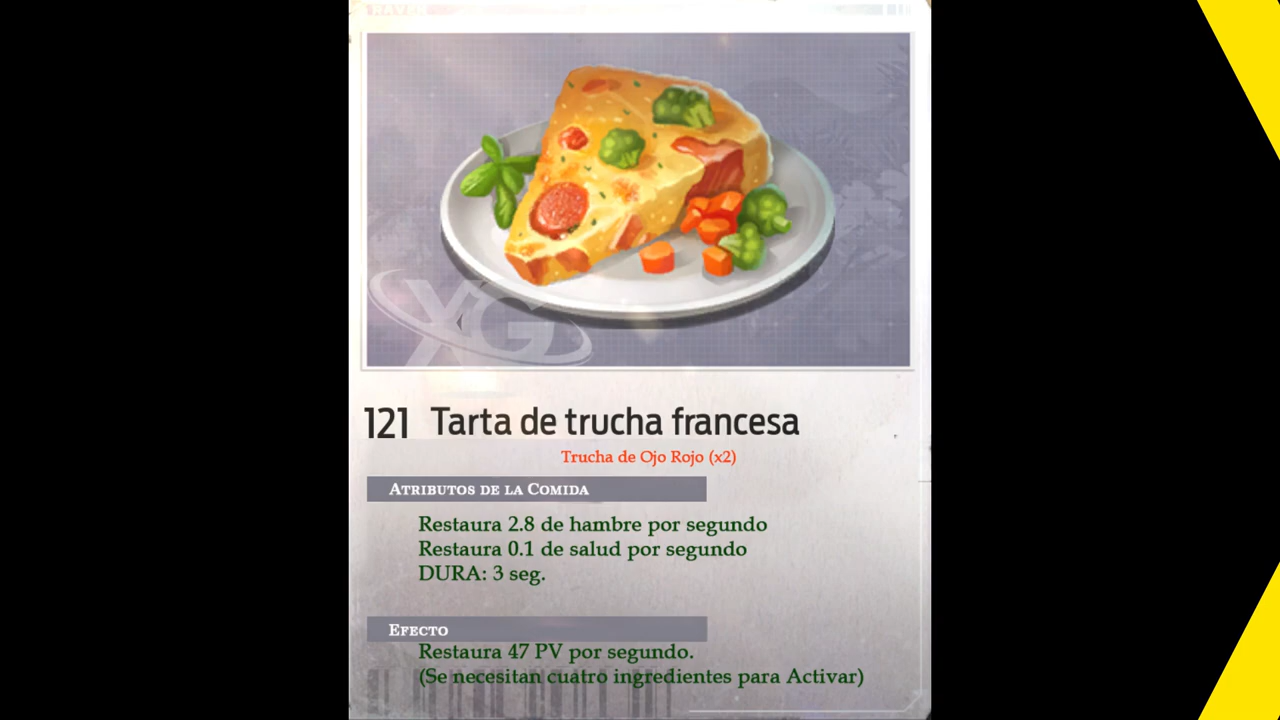 RAVEN
XG
121 Tarta de trucha francesa
Trucha de Ojo Rojo (x2)
Atributos de la Comida
Restaura 2.8 de hambre por segundo
Restaura 0.1 de salud por segundo
DURA: 3 seg.
Efecto
Restaura 47 PV por segundo.
(Se necesitan cuatro ingredientes para Activar)